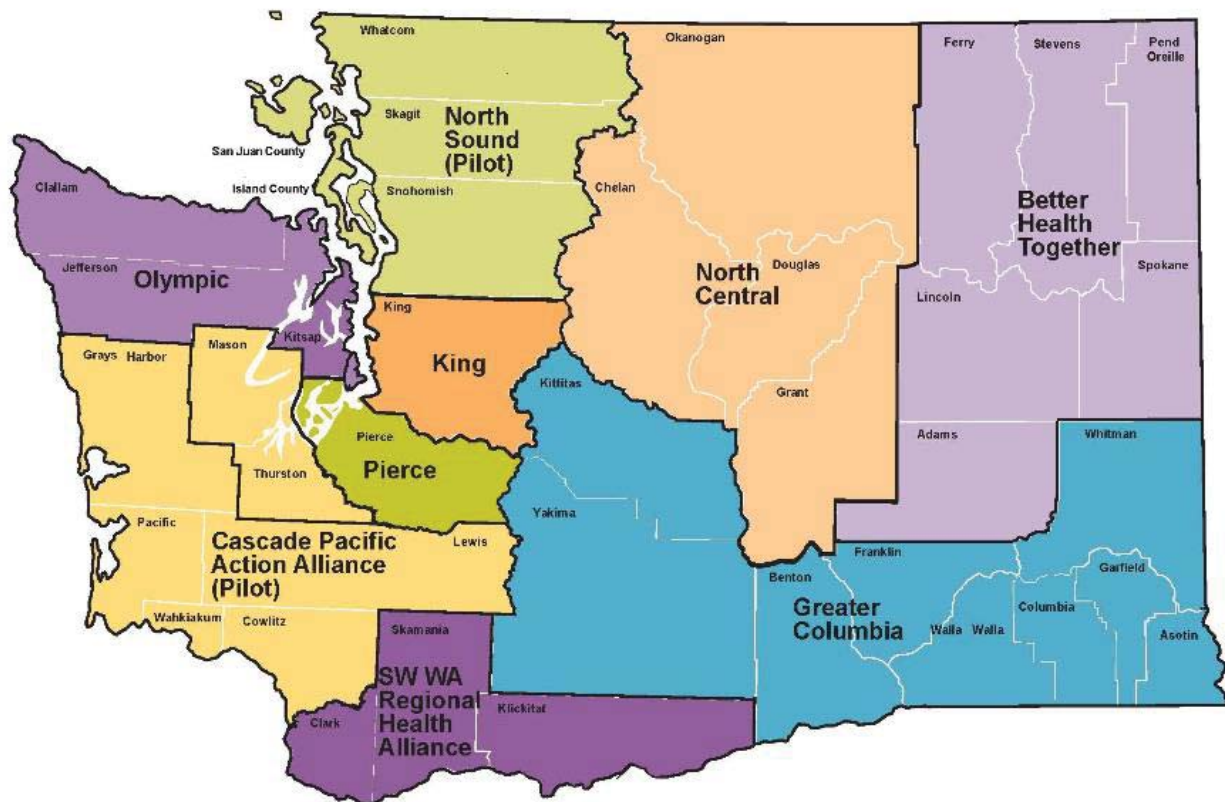 Whatcom
Okanogan
Ferry
Stevens
Pend
Oreille
Skagit
North
Sound
(Pilot)
San Juan County
Island County
Snohomish
Clallam
Chelan
Better
Health
Together
Jefferson
Olympic
North
Central
Douglas
Spokane
Lincoln
King
King
Kitsap
Grays Harbor
Mason
Kittitas
Grant
Pierce
Pierce
Adams
Whitman
Thurston
Pacific
Cascade Pacific
Action Alliance
(Pilot)
Lewis
Yakima
Franklin
Benton
Garfield
Greater
Columbia
Columbia
Wahkiakum
Cowlitz
Skamania
Walla Walla
Asotin
SW WA
Regional
Health
Alliance
Clark
Klickitat